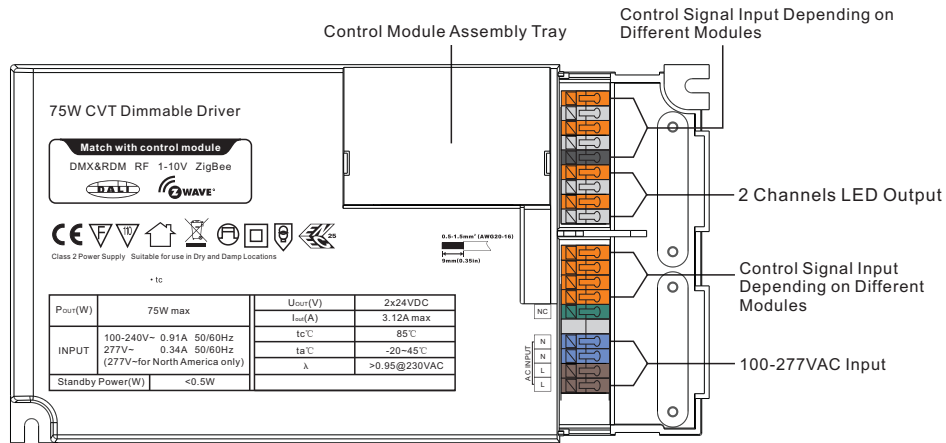 Control Signal Input Depending on
Different Modules
Control Module Assembly Tray
75W CVT Dimmable Driver
Match with control module
DMX&RDM RF 1-10V ZigBee
DALI Z WAVE
CE F 110 25
Class 2 Power Supply Suitable for use in Dry and Damp Locations
• tc
0.5-1.5mm² (AWG20-16)
9mm(0.35in)
2 Channels LED Output
Control Signal Input
Depending on Different
Modules
100-277VAC Input
POUT(W) 75W max
INPUT 100-240V~ 0.91A 50/60Hz
277V~ 0.34A 50/60Hz
(277V~for North America only)
Standby Power(W) <0.5W
UOUT(V) 2x24VDC
Iout(A) 3.12A max
tc℃ 85℃
ta℃ -20~45℃
λ >0.95@230VAC
NC
AC INPUT
N
N
L
L